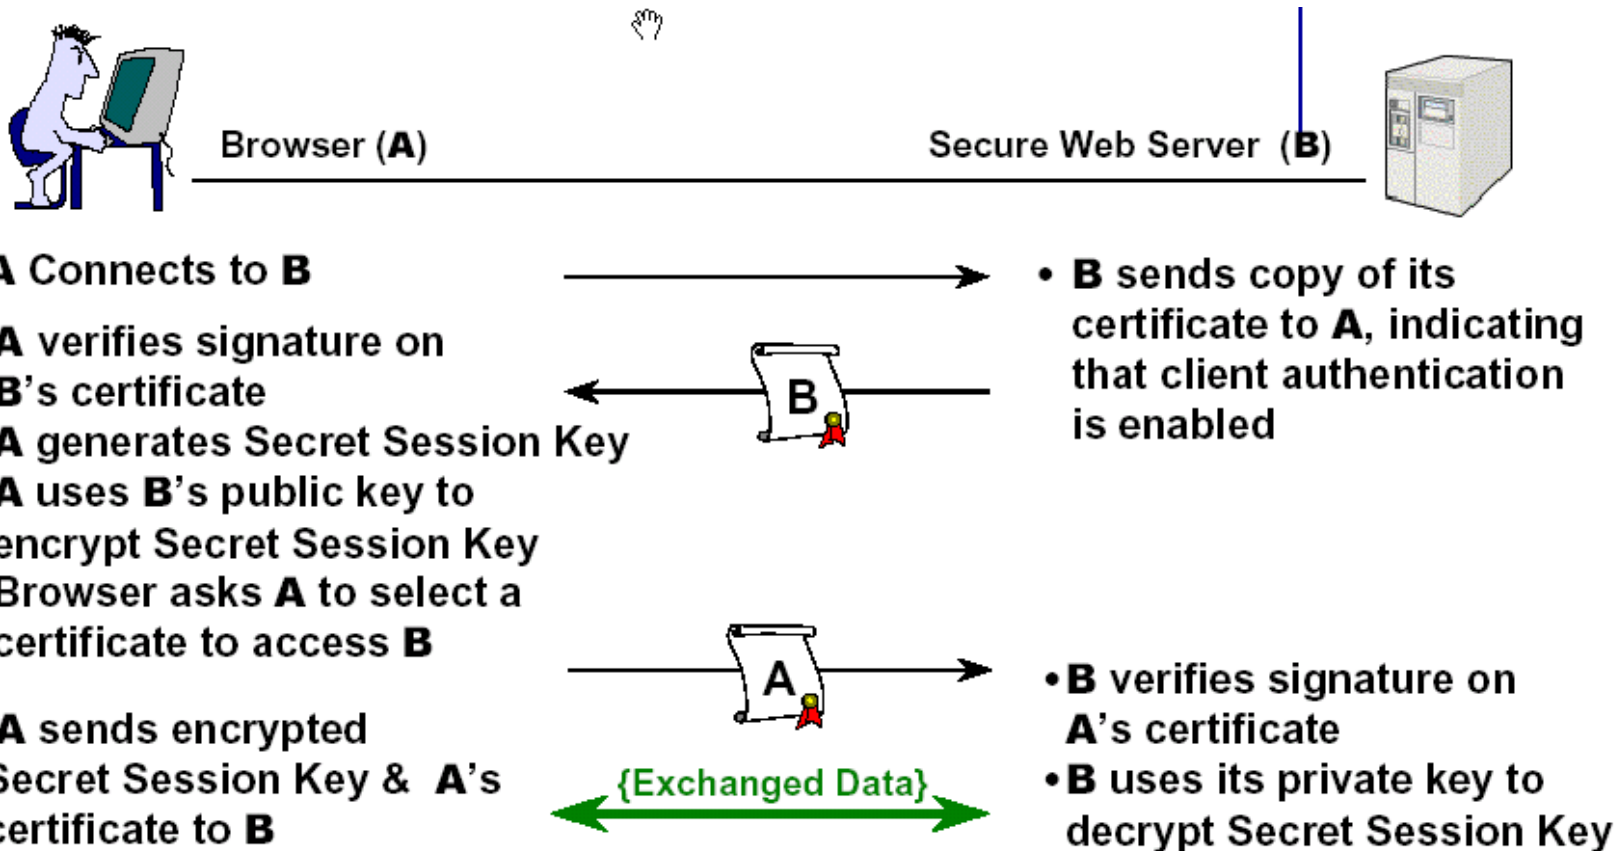 Browser (A)
Secure Web Server (B)
A Connects to B
A verifies signature on
B's certificate
A generates Secret Session Key
A uses B's public key to
encrypt Secret Session Key
Browser asks A to select a
certificate to access B
A sends encrypted
Secret Session Key & A's
certificate to B
B
A
{Exchanged Data}
• B sends copy of its
certificate to A, indicating
that client authentication
is enabled
• B verifies signature on
A's certificate
• B uses its private key to
decrypt Secret Session Key